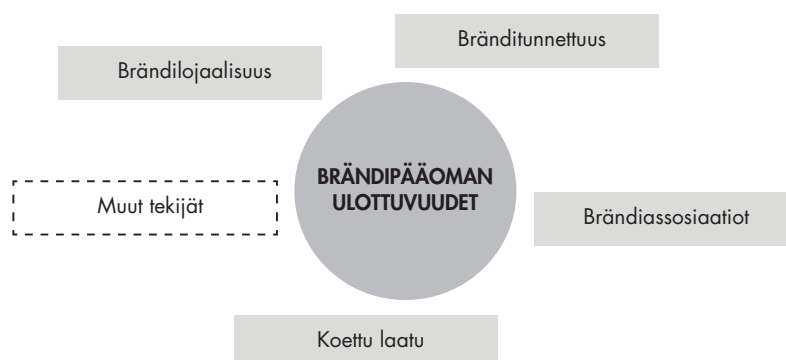 Bränditunnettuus
Brändilojaalisuus
BRÄNDIPÄÄOMAN
ULOTTUVUUDET
Muut tekijät
Brändiassosiaatiot
Koettu laatu